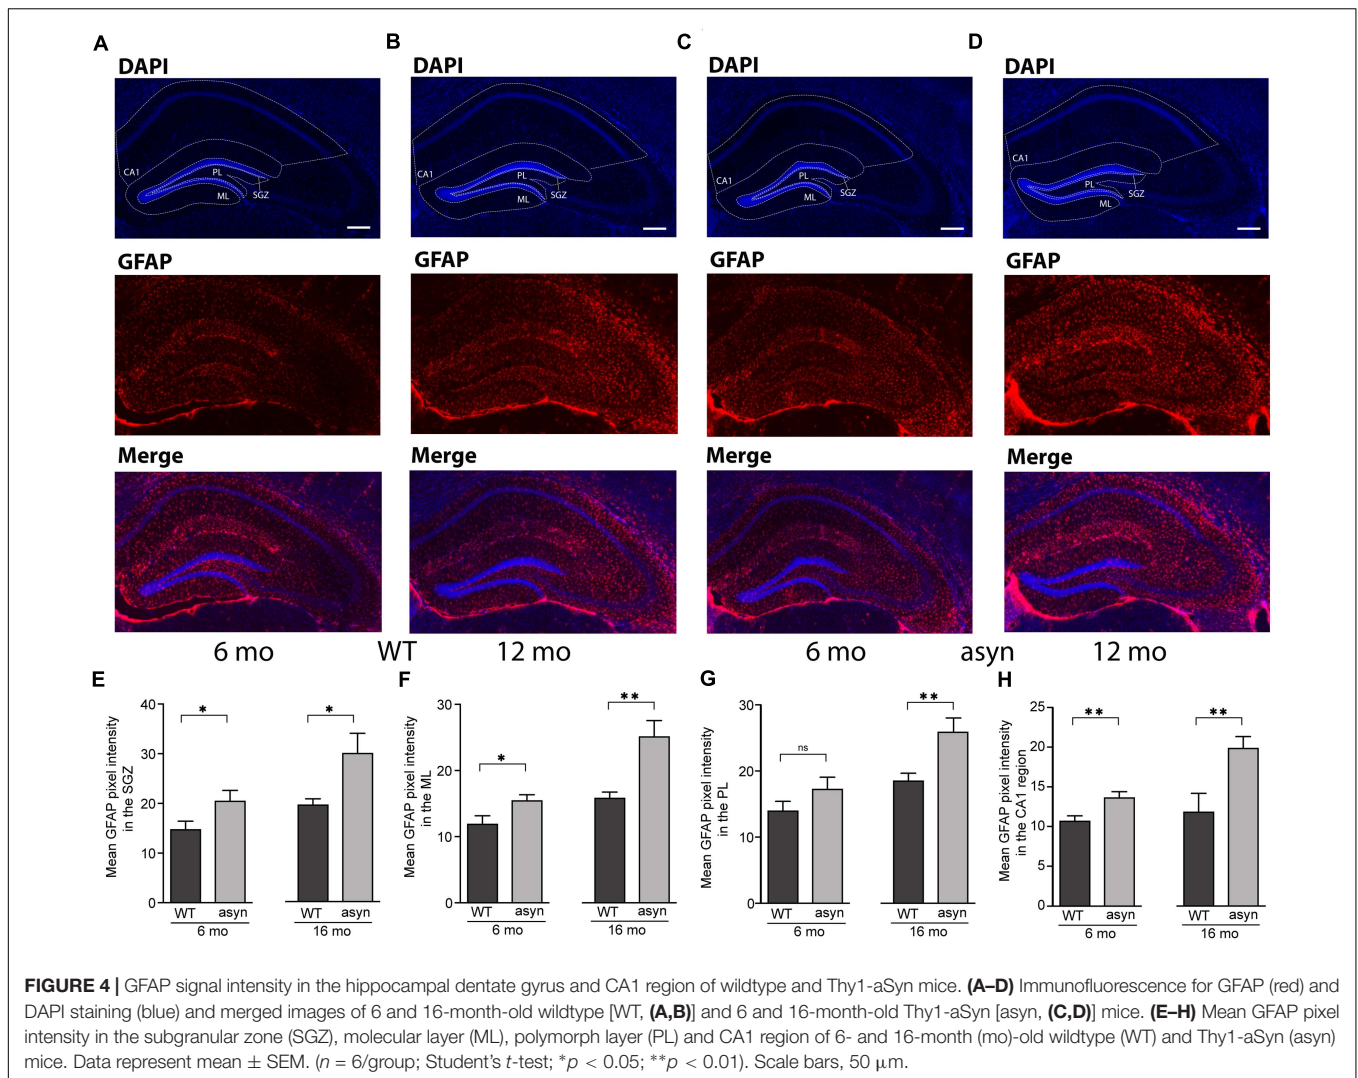 A
B
C
D
DAPI
DAPI
DAPI
DAPI
CA1
PL
SGZ
ML
CA1
PL
SGZ
ML
CA1
PL
SGZ
ML
CA1
PL
SGZ
ML
GFAP
GFAP
GFAP
GFAP
Merge
Merge
Merge
Merge
6 mo
WT
12 mo
6 mo
asyn
12 mo
E
Mean GFAP pixel intensity
in the SGZ
40
30
20
10
0
*
*
WT
asyn
WT
asyn
6 mo
16 mo
F
Mean GFAP pixel intensity
in the ML
30
20
10
0
*
**
WT
asyn
WT
asyn
6 mo
16 mo
G
Mean GFAP pixel intensity
in the PL
30
20
10
0
ns
**
WT
asyn
WT
asyn
6 mo
16 mo
H
Mean GFAP pixel intensity
in the CA1 region
25
20
15
10
5
0
**
**
WT
asyn
WT
asyn
6 mo
16 mo
FIGURE 4 | GFAP signal intensity in the hippocampal dentate gyrus and CA1 region of wildtype and Thy1-aSyn mice. (A–D) Immunofluorescence for GFAP (red) and
DAPI staining (blue) and merged images of 6 and 16-month-old wildtype [WT, (A,B)] and 6 and 16-month-old Thy1-aSyn [asyn, (C,D)] mice. (E–H) Mean GFAP pixel
intensity in the subgranular zone (SGZ), molecular layer (ML), polymorph layer (PL) and CA1 region of 6- and 16-month (mo)-old wildtype (WT) and Thy1-aSyn (asyn)
mice. Data represent mean ± SEM. (n = 6/group; Student's t-test; *p < 0.05; **p < 0.01). Scale bars, 50 μm.